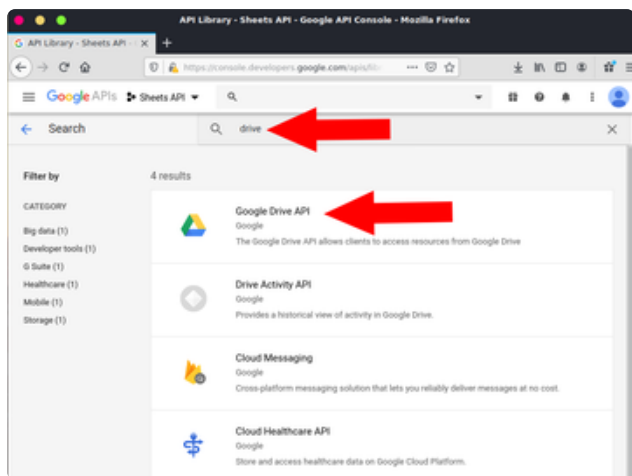 API Library - Sheets API - Google API Console - Mozilla Firefox
API Library - Sheets API -
https://console.developers.google.com/apis/lib
Google APIs Sheets API
Search drive
Filter by
4 results
CATEGORY
Big data (1)
Developer tools (1)
G Suite (1)
Healthcare (1)
Mobile (1)
Storage (1)
Google Drive API
Google
The Google Drive API allows clients to access resources from Google Drive
Drive Activity API
Google
Provides a historical view of activity in Google Drive.
Cloud Messaging
Google
Cross-platform messaging solution that lets you reliably deliver messages at no cost.
Cloud Healthcare API
Google
Store and access healthcare data on Google Cloud Platform.